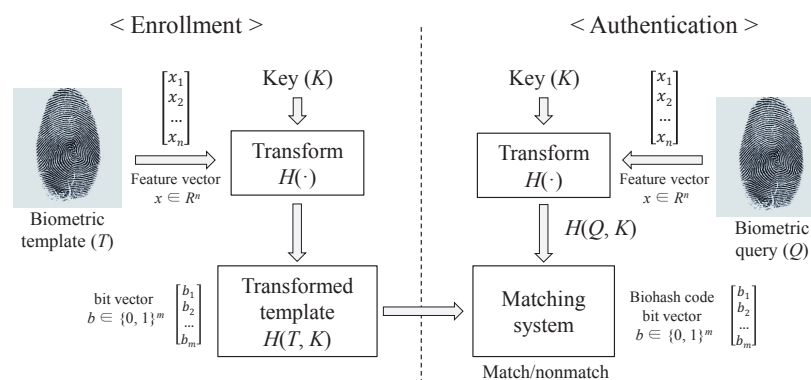 < Enrollment >
Key (K)
[x₁
x₂
...
xₙ]
Transform
H(·)
Feature vector
x ∈ Rⁿ
Biometric
template (T)
bit vector
b ∈ {0, 1}ᵐ
[b₁
b₂
...
bₘ]
Transformed
template
H(T, K)
< Authentication >
Key (K)
[x₁
x₂
...
xₙ]
Transform
H(·)
Feature vector
x ∈ Rⁿ
Biometric
query (Q)
H(Q, K)
Matching
system
Biohash code
bit vector
b ∈ {0, 1}ᵐ
[b₁
b₂
...
bₘ]
Match/nonmatch